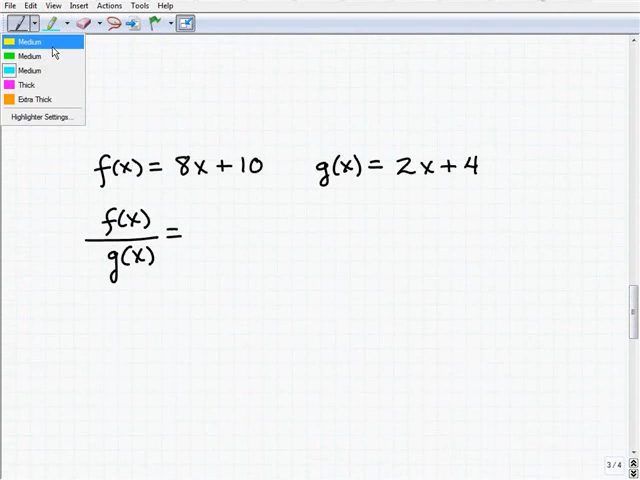 File Edit View Insert Actions Tools Help
Medium
Medium
Medium
Thick
Extra Thick
Highlighter Settings...
f(x) = 8x + 10 g(x) = 2x + 4
f(x)
=
g(x)
3 / 4